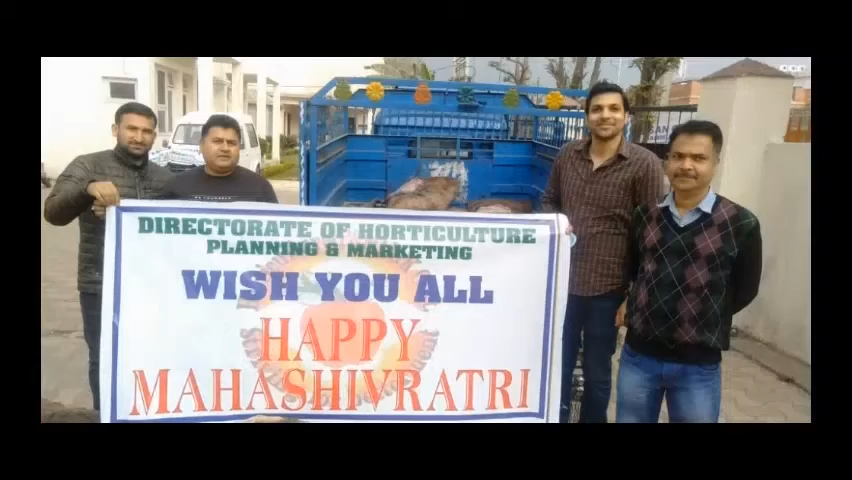 DIRECTORATE OF HORTICULTURE
PLANNING & MARKETING
WISH YOU ALL
HAPPY
MAHASHIVRATRI